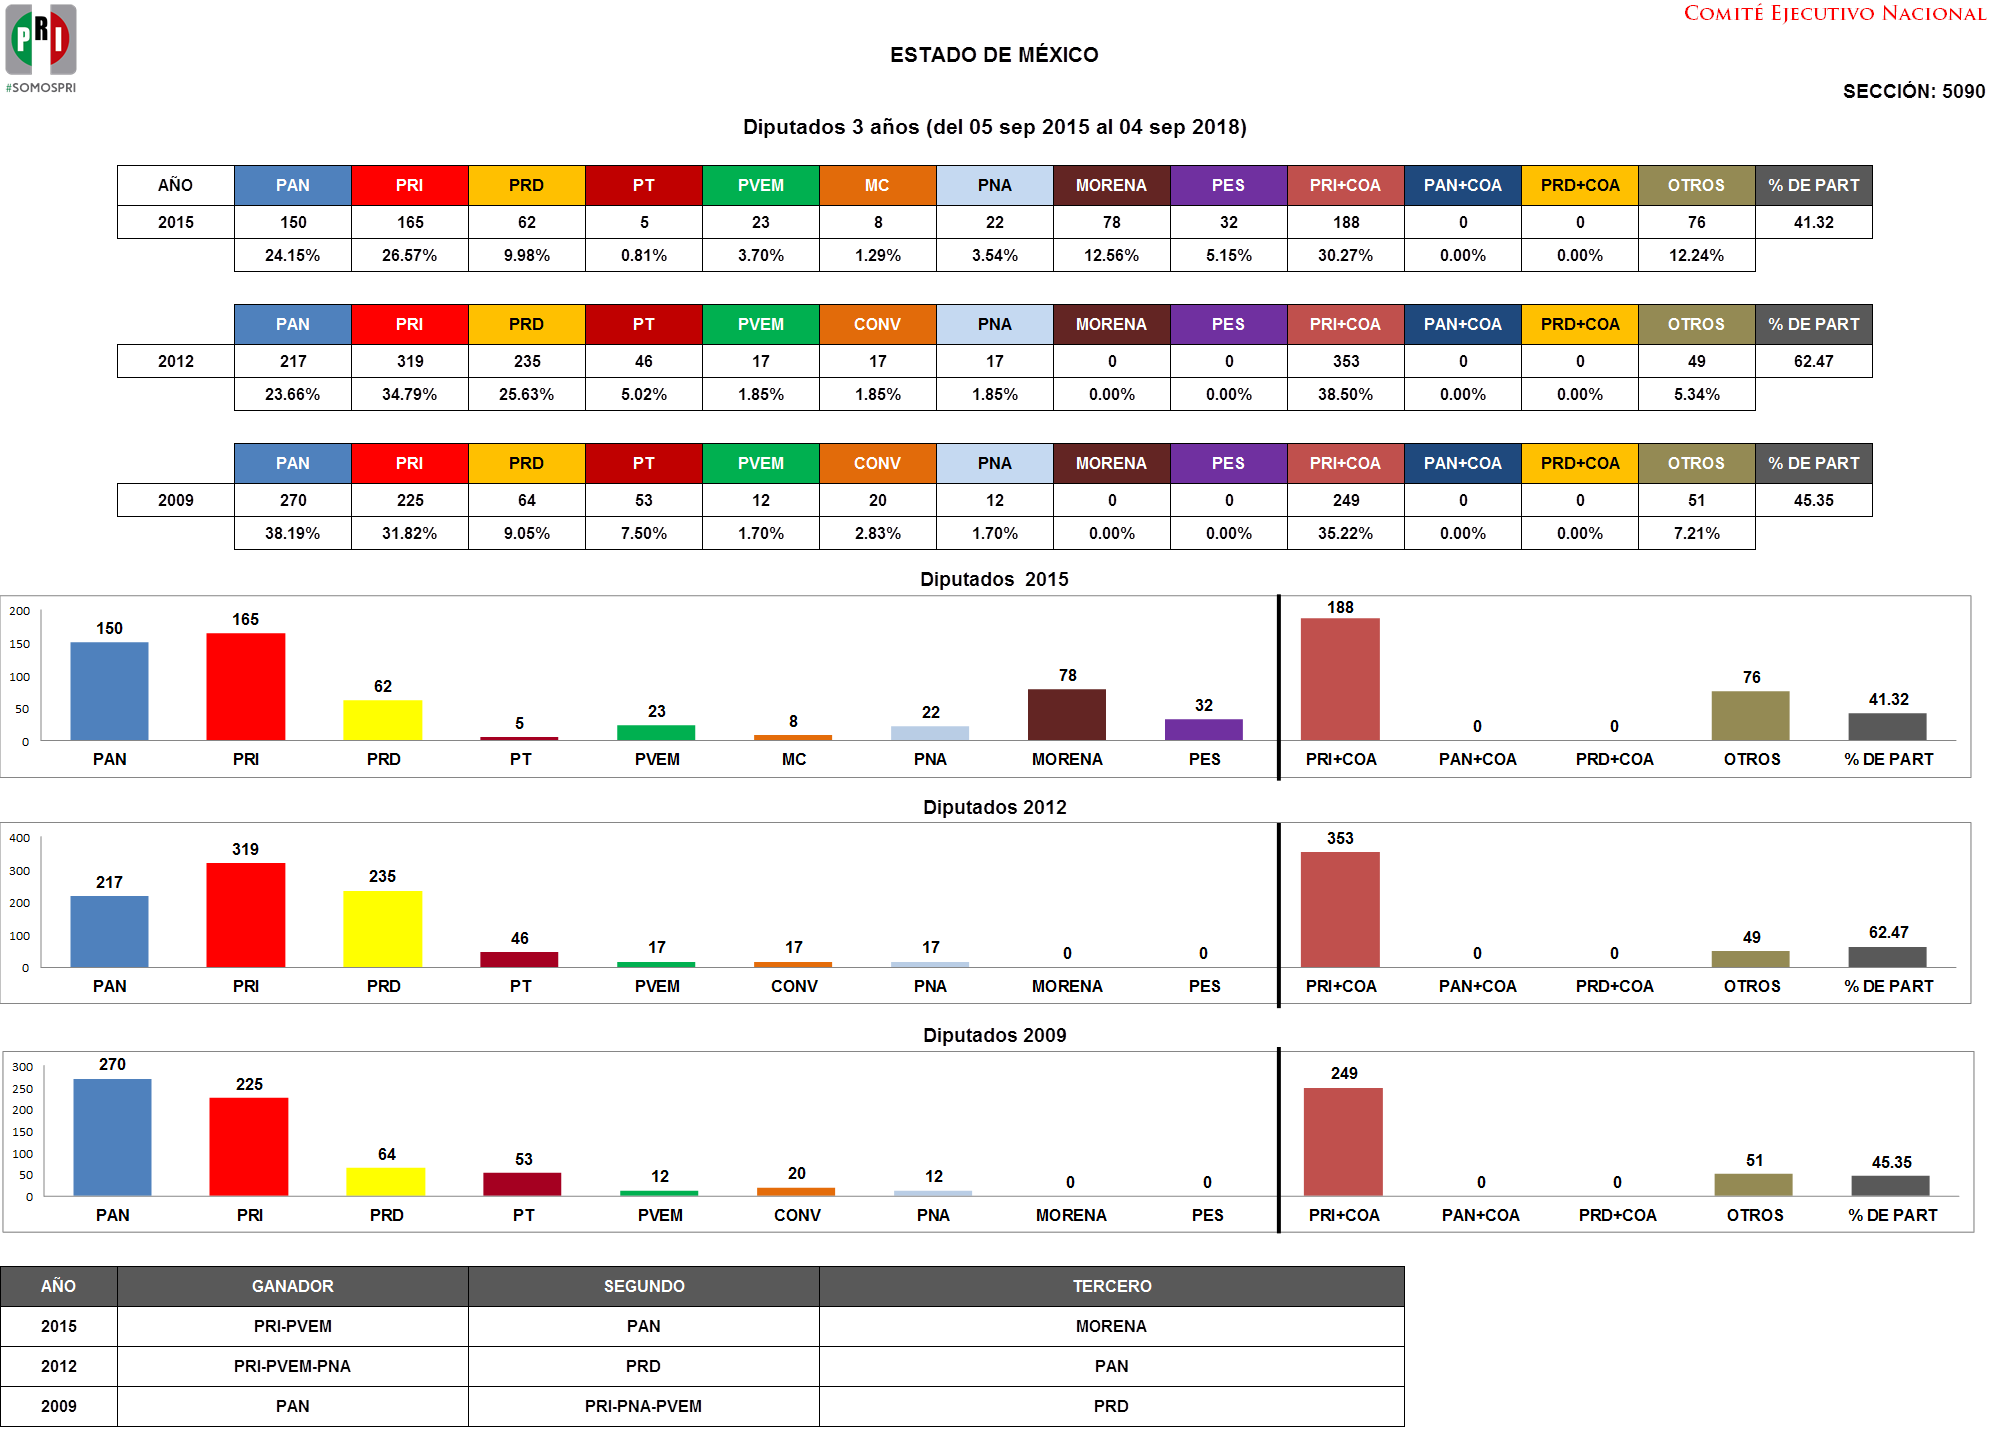 PRI
#SOMOSPRI
COMITÉ EJECUTIVO NACIONAL
ESTADO DE MÉXICO
SECCIÓN: 5090
Diputados 3 años (del 05 sep 2015 al 04 sep 2018)
AÑO PAN PRI PRD PT PVEM MC PNA MORENA PES PRI+COA PAN+COA PRD+COA OTROS % DE PART
2015 150 165 62 5 23 8 22 78 32 188 0 0 76 41.32
24.15% 26.57% 9.98% 0.81% 3.70% 1.29% 3.54% 12.56% 5.15% 30.27% 0.00% 0.00% 12.24%
PAN PRI PRD PT PVEM CONV PNA MORENA PES PRI+COA PAN+COA PRD+COA OTROS % DE PART
2012 217 319 235 46 17 17 17 0 0 353 0 0 49 62.47
23.66% 34.79% 25.63% 5.02% 1.85% 1.85% 1.85% 0.00% 0.00% 38.50% 0.00% 0.00% 5.34%
PAN PRI PRD PT PVEM CONV PNA MORENA PES PRI+COA PAN+COA PRD+COA OTROS % DE PART
2009 270 225 64 53 12 20 12 0 0 249 0 0 51 45.35
38.19% 31.82% 9.05% 7.50% 1.70% 2.83% 1.70% 0.00% 0.00% 35.22% 0.00% 0.00% 7.21%
Diputados 2015
200
150
100
50
0
150 165 62 5 23 8 22 78 32 188 0 0 76 41.32
PAN PRI PRD PT PVEM MC PNA MORENA PES PRI+COA PAN+COA PRD+COA OTROS % DE PART
Diputados 2012
400
300
200
100
0
217 319 235 46 17 17 17 0 0 353 0 0 49 62.47
PAN PRI PRD PT PVEM CONV PNA MORENA PES PRI+COA PAN+COA PRD+COA OTROS % DE PART
Diputados 2009
300
250
200
150
100
50
0
270 225 64 53 12 20 12 0 0 249 0 0 51 45.35
PAN PRI PRD PT PVEM CONV PNA MORENA PES PRI+COA PAN+COA PRD+COA OTROS % DE PART
AÑO GANADOR SEGUNDO TERCERO
2015 PRI-PVEM PAN MORENA
2012 PRI-PVEM-PNA PRD PAN
2009 PAN PRI-PNA-PVEM PRD